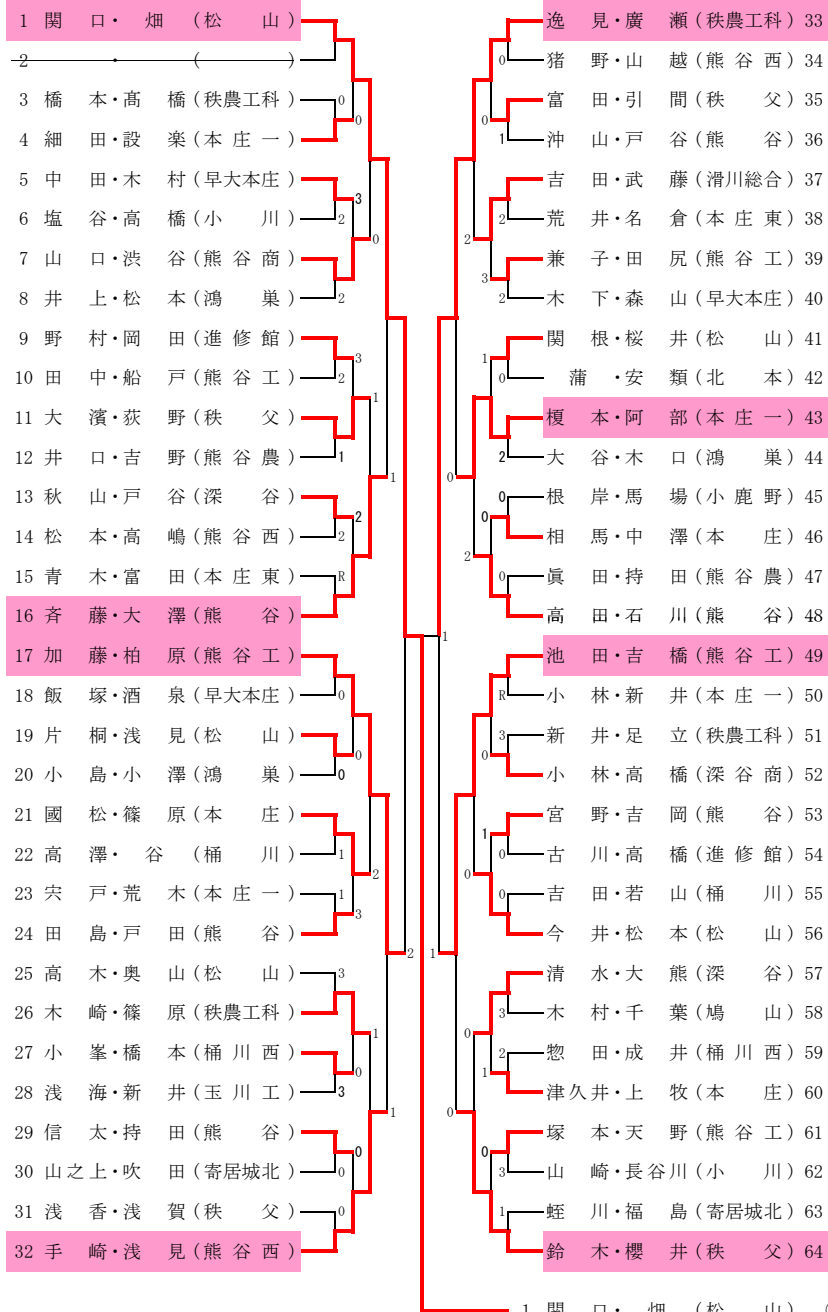 1 関口・畑 (松山)
2 ・ ( )
3 橋本・髙橋 (秩農工科)
4 細田・設楽 (本庄一)
5 中田・木村 (早大本庄)
6 塩谷・高橋 (小川)
7 山口・渋谷 (熊谷商)
8 井上・松本 (鴻巣)
9 野村・岡田 (進修館)
10 田中・船戸 (熊谷工)
11 大濱・荻野 (秩父)
12 井口・吉野 (熊谷農)
13 秋山・戸谷 (深谷)
14 松本・高嶋 (熊谷西)
15 青木・富田 (本庄東)
16 斉藤・大澤 (熊谷)
17 加藤・柏原 (熊谷工)
18 飯塚・酒泉 (早大本庄)
19 片桐・浅見 (松山)
20 小島・小澤 (鴻巣)
21 國松・篠原 (本庄)
22 高澤・谷 (桶川)
23 宍戸・荒木 (本庄一)
24 田島・戸田 (熊谷)
25 高木・奥山 (松山)
26 木崎・篠原 (秩農工科)
27 小峯・橋本 (桶川西)
28 浅海・新井 (玉川工)
29 信太・持田 (熊谷)
30 山之上・吹田 (寄居城北)
31 浅香・浅賀 (秩父)
32 手崎・浅見 (熊谷西)
逸見・廣瀬 (秩農工科) 33
猪野・山越 (熊谷西) 34
富田・引間 (秩父) 35
沖山・戸谷 (熊谷) 36
吉田・武藤 (滑川総合) 37
荒井・名倉 (本庄東) 38
兼子・田尻 (熊谷工) 39
木下・森山 (早大本庄) 40
関根・桜井 (松山) 41
蒲・安類 (北本) 42
榎本・阿部 (本庄一) 43
大谷・木口 (鴻巣) 44
根岸・馬場 (小鹿野) 45
相馬・中澤 (本庄) 46
眞田・持田 (熊谷農) 47
高田・石川 (熊谷) 48
池田・吉橋 (熊谷工) 49
小林・新井 (本庄一) 50
新井・足立 (秩農工科) 51
小林・高橋 (深谷商) 52
宮野・吉岡 (熊谷) 53
古川・高橋 (進修館) 54
吉田・若山 (桶川) 55
今井・松本 (松山) 56
清水・大熊 (深谷) 57
木村・千葉 (鳩山) 58
惣田・成井 (桶川西) 59
津久井・上牧 (本庄) 60
塚本・天野 (熊谷工) 61
山崎・長谷川 (小川) 62
蛭川・福島 (寄居城北) 63
鈴木・櫻井 (秩父) 64
1 関口・畑 (松山)